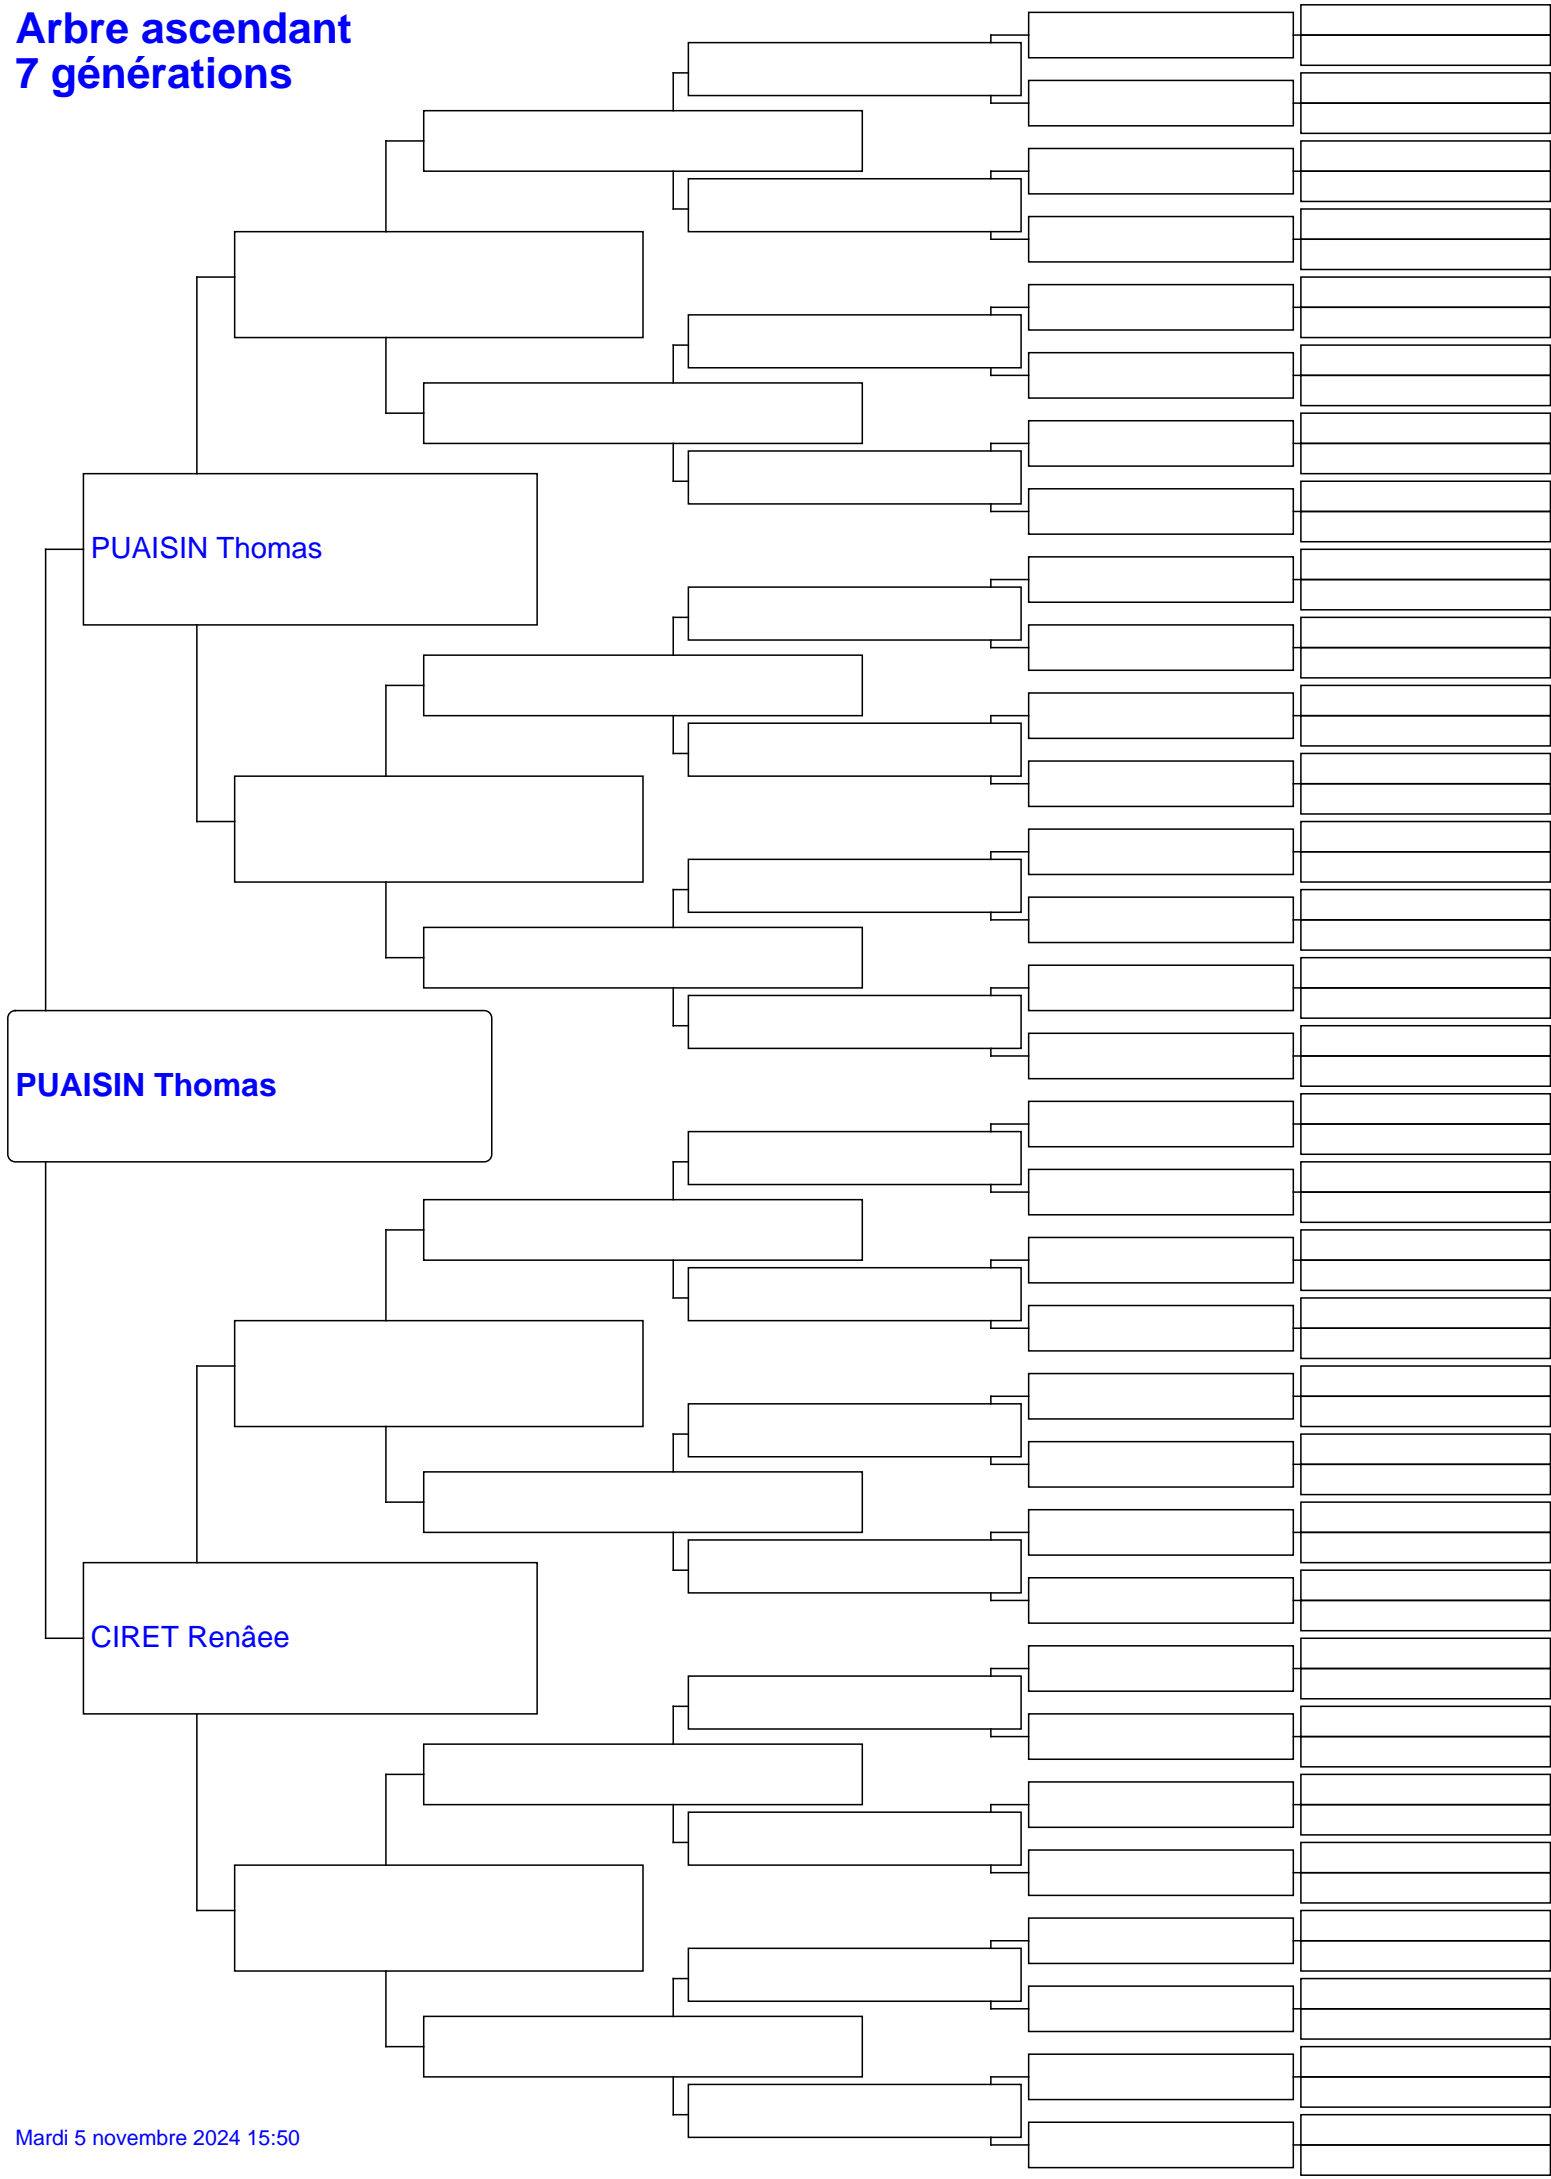 Arbre ascendant
7 générations
PUAISIN Thomas
PUAISIN Thomas
CIRET Renâee
Mardi 5 novembre 2024 15:50